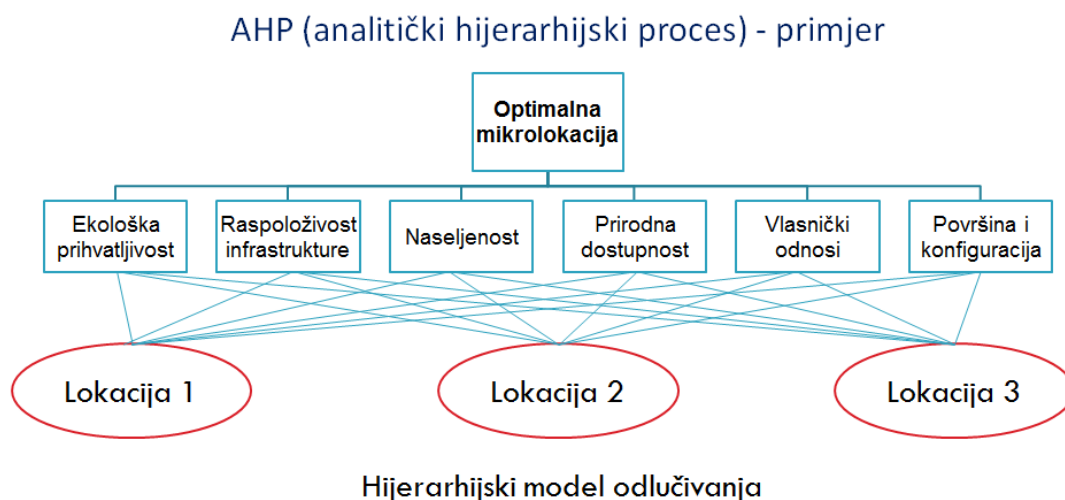 AHP (analitički hijerarhijski proces) - primjer
Optimalna
mikrolokacija
Ekološka
prihvatljivost
Raspoloživost
infrastrukture
Naseljenost
Prirodna
dostupnost
Vlasnički
odnosi
Površina i
konfiguracija
Lokacija 1
Lokacija 2
Lokacija 3
Hijerarhijski model odlučivanja